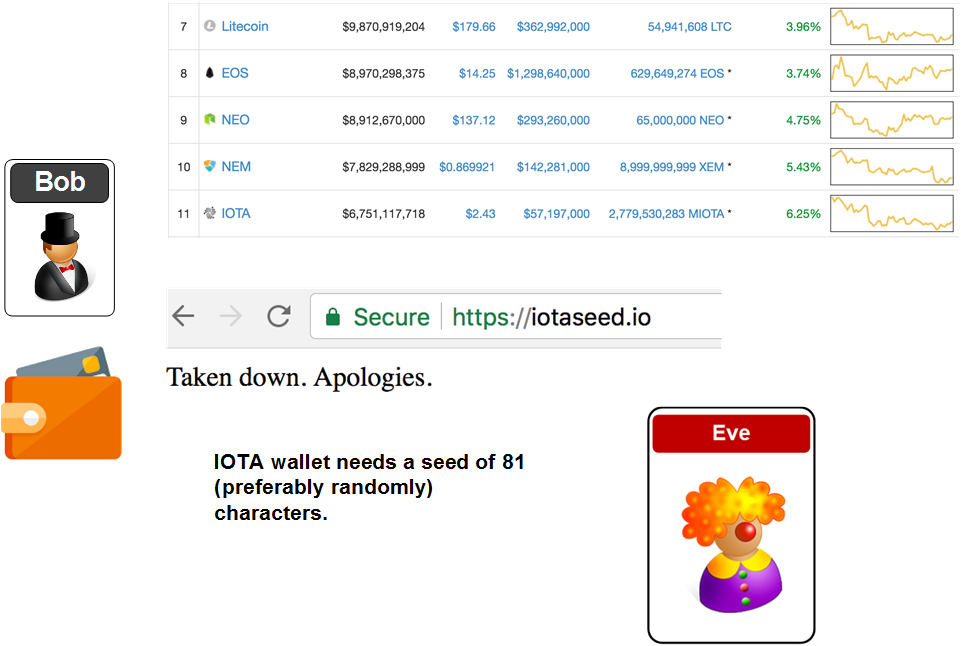 7 Litecoin $9,870,919,204 $179.66 $362,992,000 54,941,608 LTC 3.96%
8 EOS $8,970,298,375 $14.25 $1,298,640,000 629,649,274 EOS * 3.74%
9 NEO $8,912,670,000 $137.12 $293,260,000 65,000,000 NEO * 4.75%
10 NEM $7,829,288,999 $0.869921 $142,281,000 8,999,999,999 XEM * 5.43%
11 IOTA $6,751,117,718 $2.43 $57,197,000 2,779,530,283 MIOTA * 6.25%
Bob
Secure https://iotaseed.io
Taken down. Apologies.
Eve
IOTA wallet needs a seed of 81
(preferably randomly)
characters.